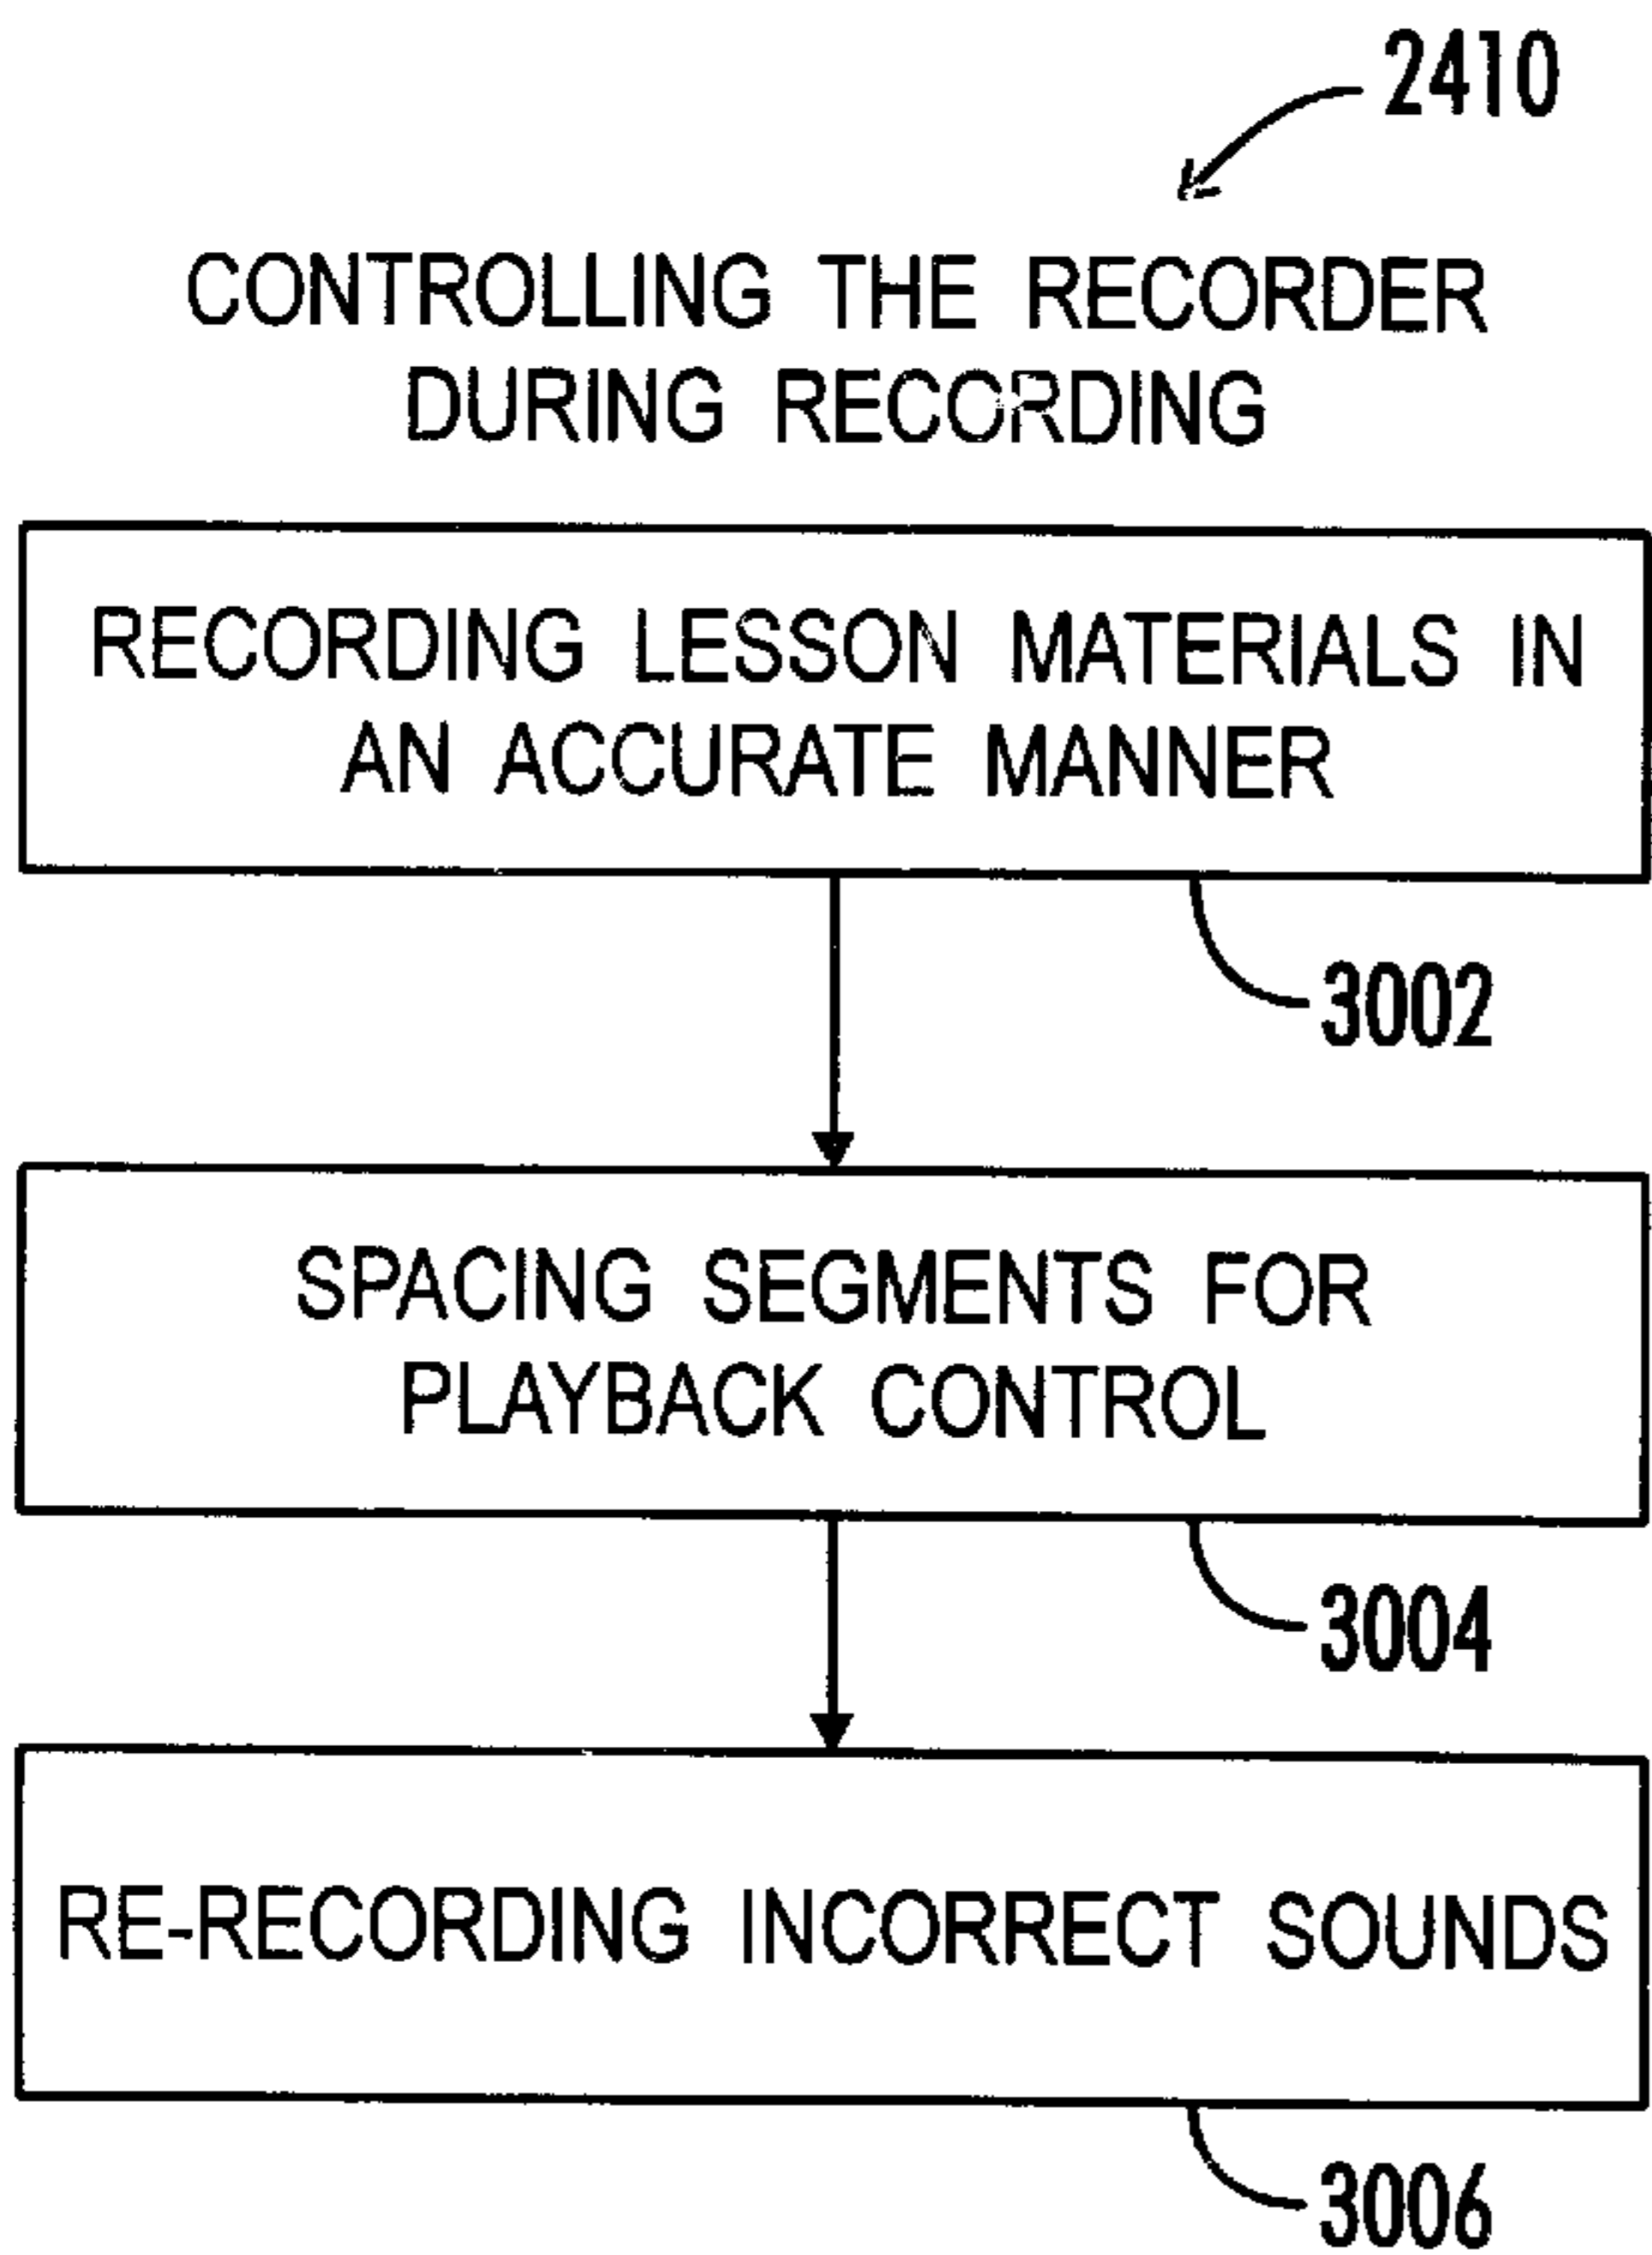 2410
CONTROLLING THE RECORDER
DURING RECORDING
RECORDING LESSON MATERIALS IN
AN ACCURATE MANNER
3002
SPACING SEGMENTS FOR
PLAYBACK CONTROL
3004
RE-RECORDING INCORRECT SOUNDS
3006